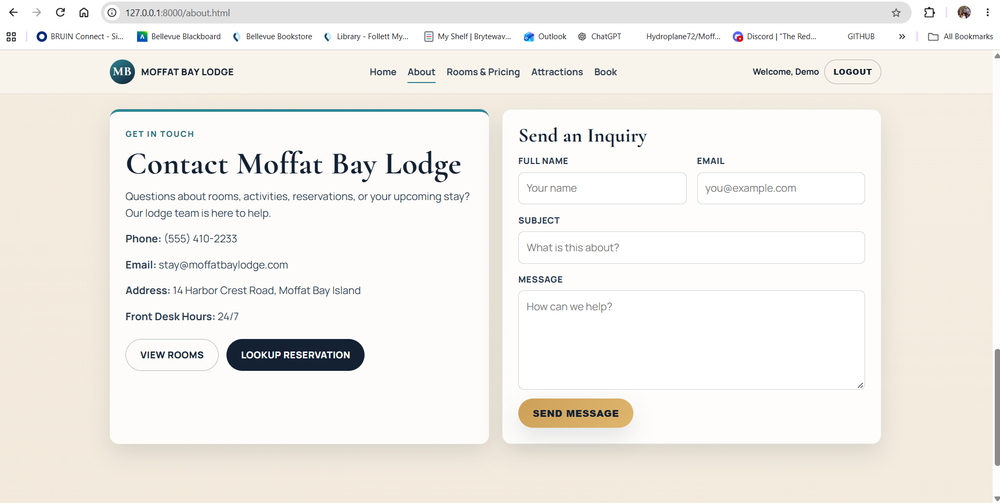 127.0.0.1:8000/about.html
BRUIN Connect - Si...
Bellevue Blackboard
Bellevue Bookstore
Library - Follett My...
My Shelf | Brytewav...
Outlook
ChatGPT
Hydroplane72/Moff...
Discord | "The Red...
GITHUB
All Bookmarks
MB
MOFFAT BAY LODGE
Home
About
Rooms & Pricing
Attractions
Book
Welcome, Demo
LOGOUT
GET IN TOUCH
Contact Moffat Bay Lodge
Questions about rooms, activities, reservations, or your upcoming stay?
Our lodge team is here to help.
Phone: (555) 410-2233
Email: stay@moffatbaylodge.com
Address: 14 Harbor Crest Road, Moffat Bay Island
Front Desk Hours: 24/7
VIEW ROOMS
LOOKUP RESERVATION
Send an Inquiry
FULL NAME
EMAIL
Your name
you@example.com
SUBJECT
What is this about?
MESSAGE
How can we help?
SEND MESSAGE